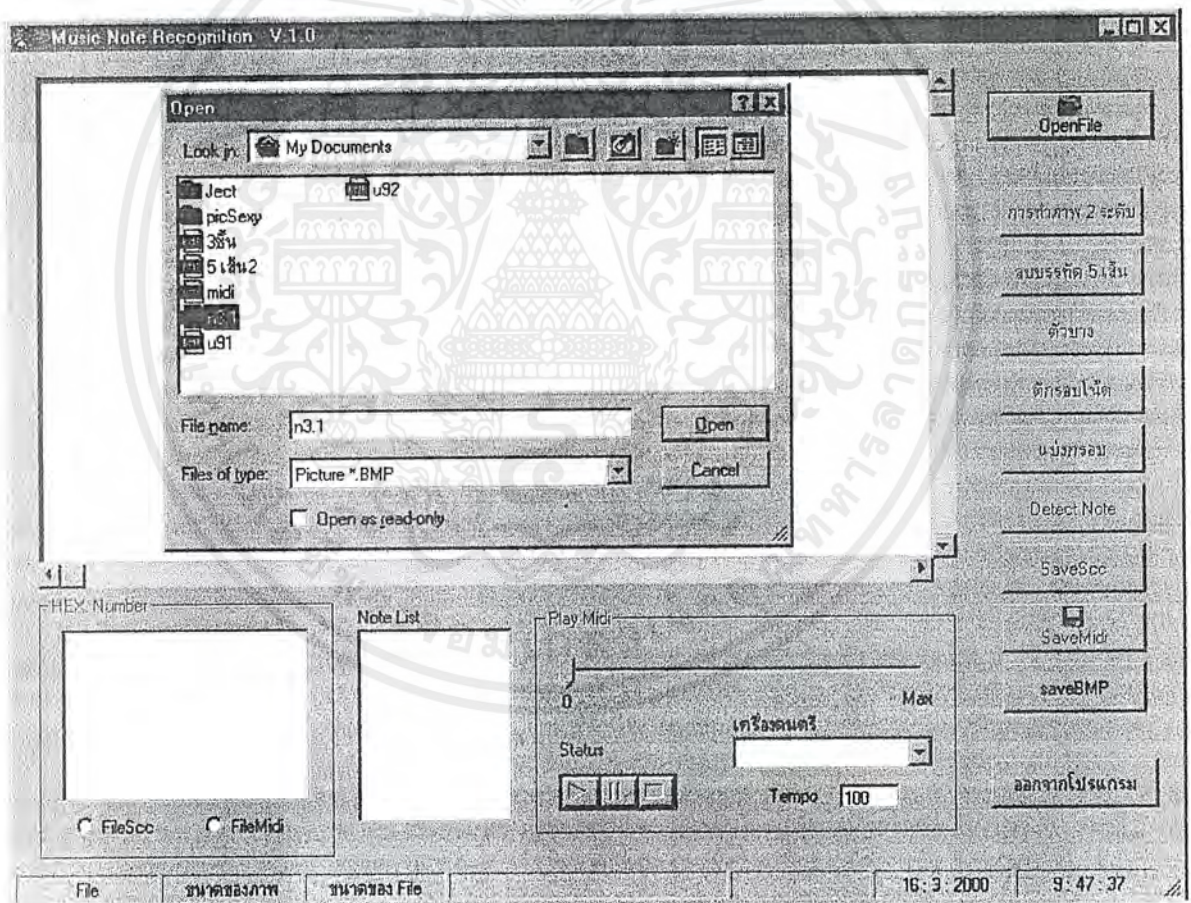 Music Note Recognition V.1.0
OpenFile
Open
Look in: My Documents
Ject
picSexy
3ชั้น
5 เส้น2
midi
n3.1
u91
u92
File name: n3.1
Open
Files of type: Picture *.BMP
Cancel
Open as read-only
การทำภาพ 2 ระดับ
ลบบรรทัด 5 เส้น
ตัวบาง
ตีกรอบโน๊ต
แบ่งกรอบ
Detect Note
SaveScc
SaveMidi
saveBMP
ออกจากโปรแกรม
HEX. Number
FileScc FileMidi
Note List
Play Midi
0 Max
Status
เครื่องดนตรี
Tempo 100
File ขนาดของภาพ ขนาดของ File 16 : 3 : 2000 9 : 47 : 37